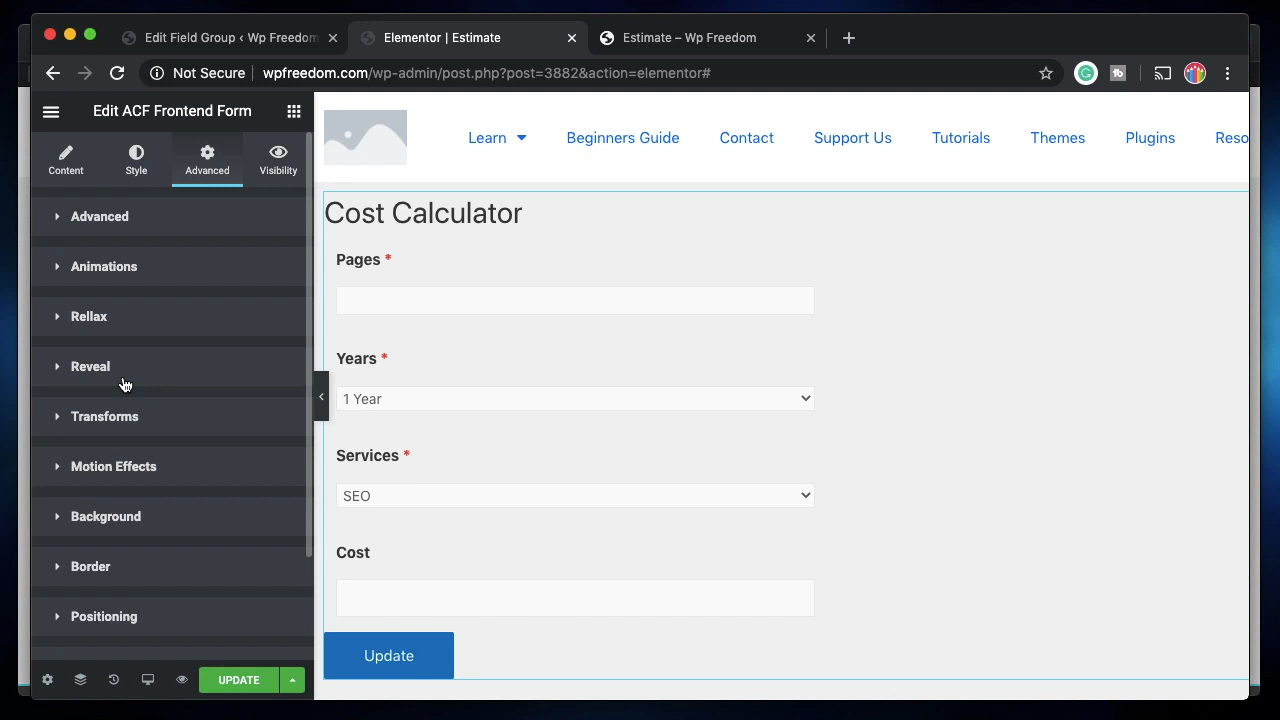 Edit Field Group ‹ Wp Freedom
Elementor | Estimate
Estimate – Wp Freedom
Not Secure
wpfreedom.com/wp-admin/post.php?post=3882&action=elementor#
Edit ACF Frontend Form
Content
Style
Advanced
Visibility
Advanced
Animations
Rellax
Reveal
Transforms
Motion Effects
Background
Border
Positioning
UPDATE
Learn
Beginners Guide
Contact
Support Us
Tutorials
Themes
Plugins
Reso
Cost Calculator
Pages *
Years *
1 Year
Services *
SEO
Cost
Update